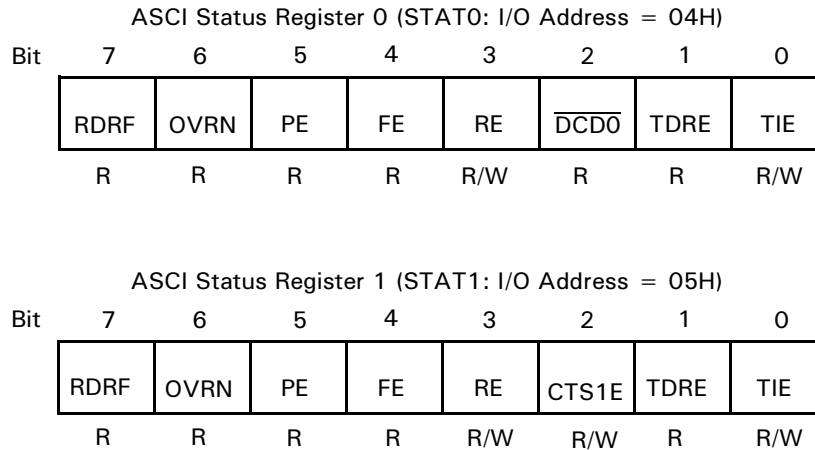 ASCI Status Register 0 (STAT0: I/O Address = 04H)
Bit 7 6 5 4 3 2 1 0
RDRF OVRN PE FE RE D̅C̅D̅0̅ TDRE TIE
R R R R R/W R R R/W
ASCI Status Register 1 (STAT1: I/O Address = 05H)
Bit 7 6 5 4 3 2 1 0
RDRF OVRN PE FE RE CTS1E TDRE TIE
R R R R R/W R/W R R/W